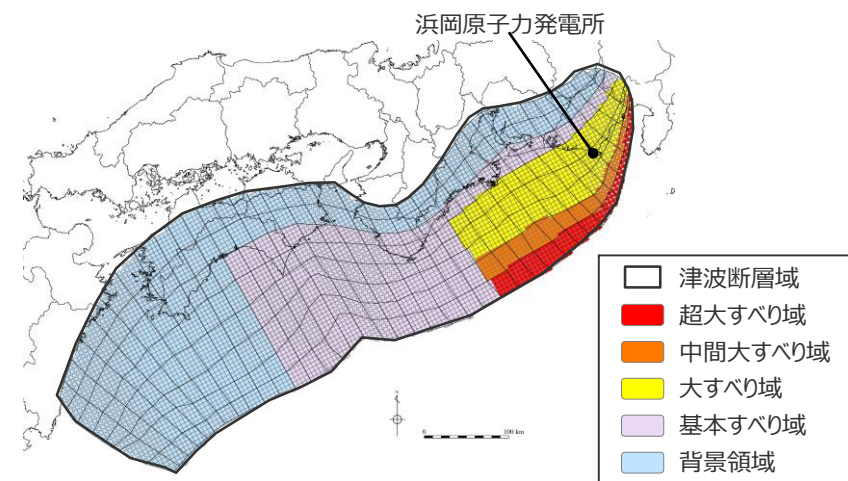 浜岡原子力発電所
0
100 km
津波断層域
超大すべり域
中間大すべり域
大すべり域
基本すべり域
背景領域